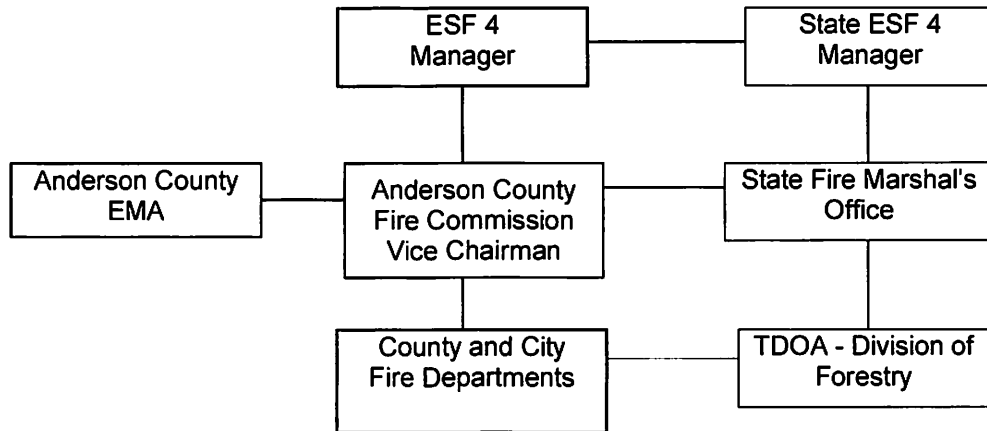 ESF 4
Manager
State ESF 4
Manager
Anderson County
EMA
Anderson County
Fire Commission
Vice Chairman
State Fire Marshal's
Office
County and City
Fire Departments
TDOA - Division of
Forestry